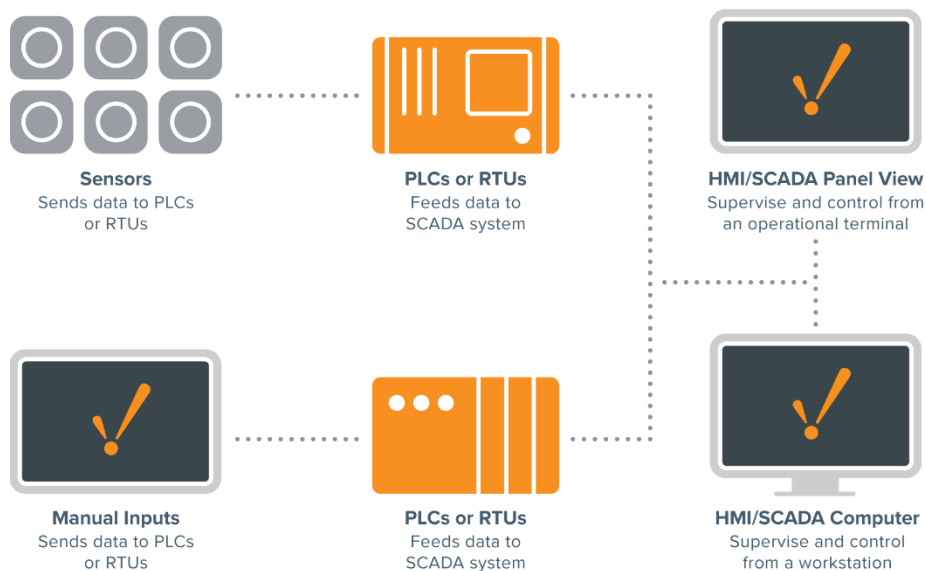 Sensors
Sends data to PLCs
or RTUs
PLCs or RTUs
Feeds data to
SCADA system
HMI/SCADA Panel View
Supervise and control from
an operational terminal
Manual Inputs
Sends data to PLCs
or RTUs
PLCs or RTUs
Feeds data to
SCADA system
HMI/SCADA Computer
Supervise and control
from a workstation